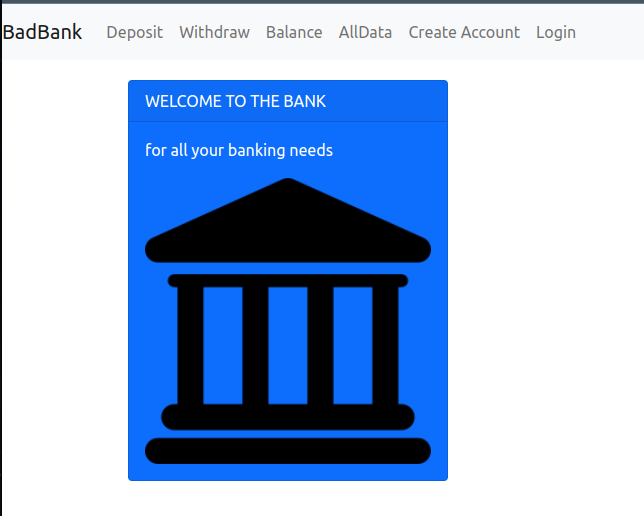 BadBank Deposit Withdraw Balance AllData Create Account Login
WELCOME TO THE BANK
for all your banking needs